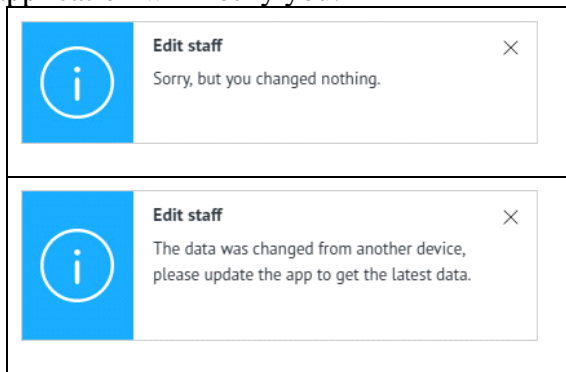 Edit staff
Sorry, but you changed nothing.
Edit staff
The data was changed from another device,
please update the app to get the latest data.